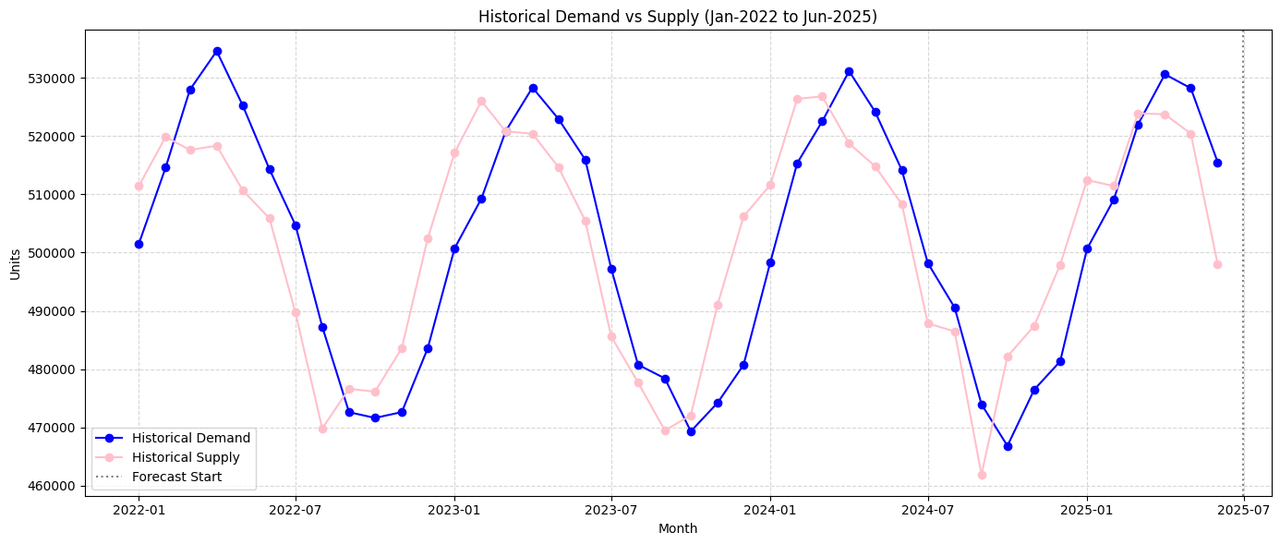 Historical Demand vs Supply (Jan-2022 to Jun-2025)
Units
530000
520000
510000
500000
490000
480000
470000
460000
Historical Demand
Historical Supply
Forecast Start
2022-01 2022-07 2023-01 2023-07 2024-01 2024-07 2025-01 2025-07
Month